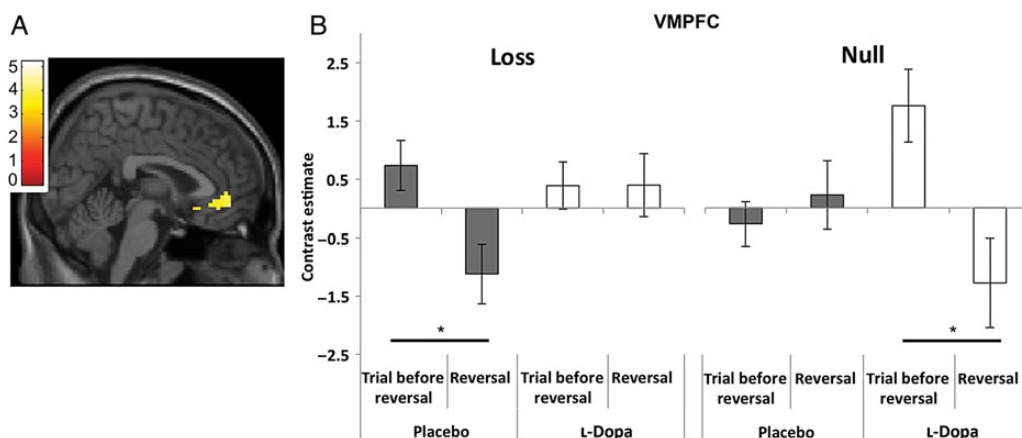 A
5
4
3
2
1
0
B
VMPFC
Loss
Null
Contrast estimate
2.5
1.5
0.5
−0.5
−1.5
−2.5
*
*
Trial before reversal
Reversal
Trial before reversal
Reversal
Trial before reversal
Reversal
Trial before reversal
Reversal
Placebo
L-Dopa
Placebo
L-Dopa